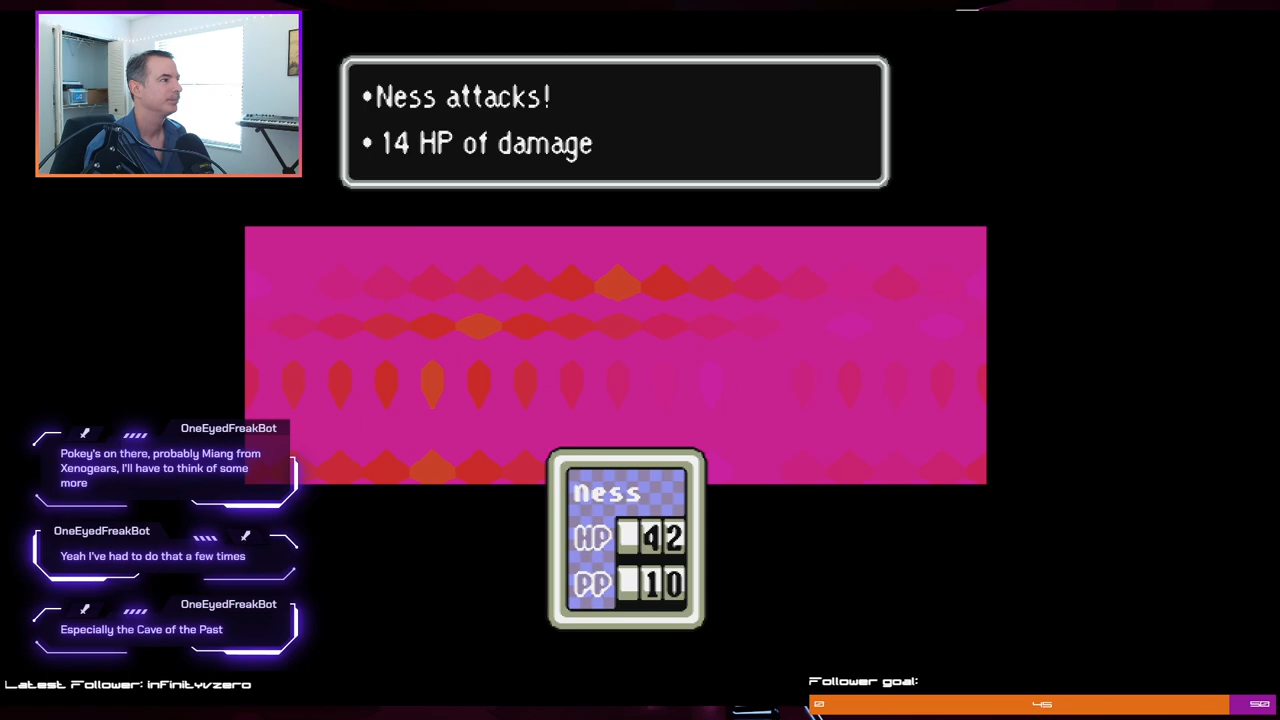 •Ness attacks!
• 14 HP of damage
OneEyedFreakBot
Pokey's on there, probably Miang from
Xenogears, I'll have to think of some
more
OneEyedFreakBot
Yeah I've had to do that a few times
OneEyedFreakBot
Especially the Cave of the Past
Ness
HP 42
PP 10
Latest Follower: infinityvzero
Follower goal:
0 45 50